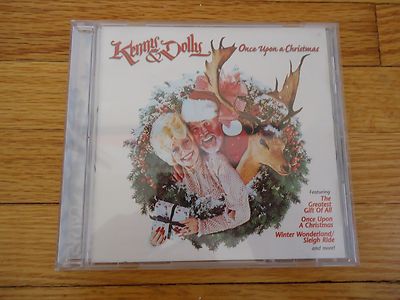 Kenny & Dolly
Once Upon a Christmas
Featuring
The
Greatest
Gift Of All
Once Upon
A Christmas
Winter Wonderland/
Sleigh Ride
and more!